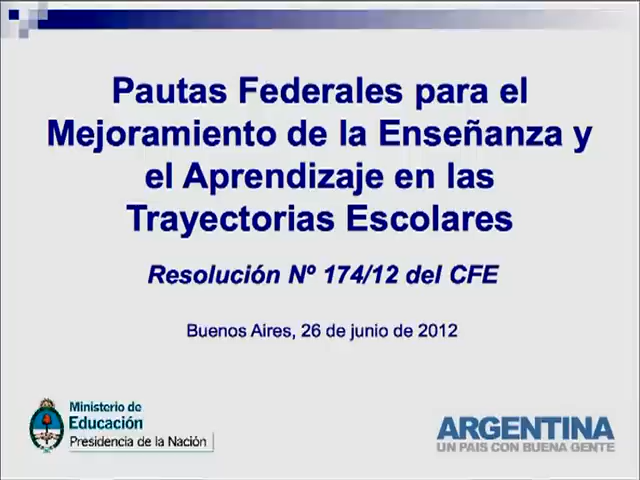 Pautas Federales para el
Mejoramiento de la Enseñanza y
el Aprendizaje en las
Trayectorias Escolares
Resolución Nº 174/12 del CFE
Buenos Aires, 26 de junio de 2012
Ministerio de
Educación
Presidencia de la Nación
ARGENTINA
UN PAIS CON BUENA GENTE